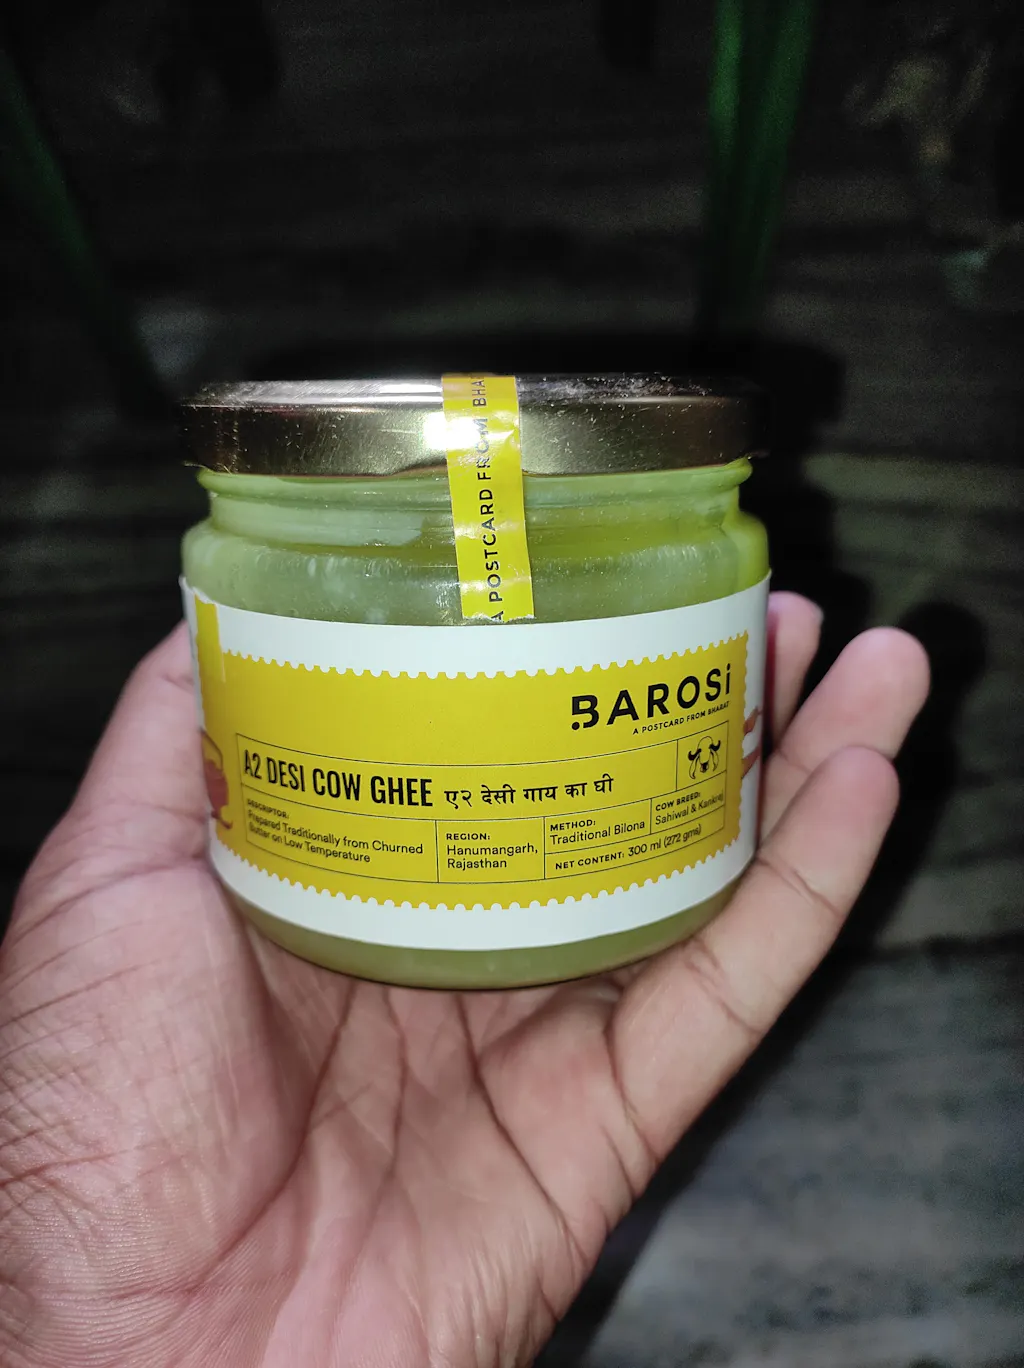 A POSTCARD FROM BHA
BAROSi
A POSTCARD FROM BHARAT
A2 DESI COW GHEE ए२ देसी गाय का घी
DESCRIPTOR:
Prepared Traditionally from Churned
Butter on Low Temperature
REGION:
Hanumangarh,
Rajasthan
METHOD:
Traditional Bilona
COW BREED:
Sahiwal & Kankrej
NET CONTENT: 300 ml (272 gms)